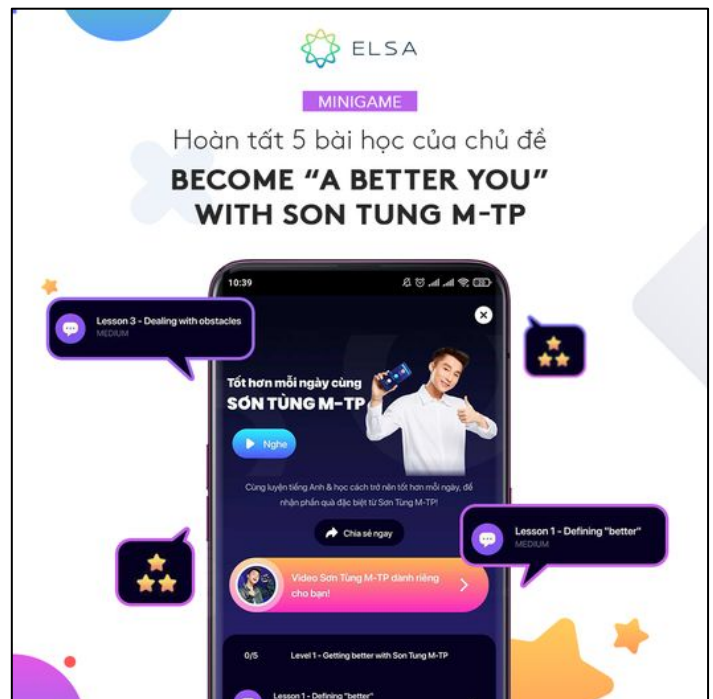 ELSA
MINIGAME
Hoàn tất 5 bài học của chủ đề
BECOME “A BETTER YOU”
WITH SON TUNG M-TP
10:39
Lesson 3 - Dealing with obstacles
MEDIUM
Tốt hơn mỗi ngày cùng
SƠN TÙNG M-TP
Nghe
Cùng luyện tiếng Anh & học cách trở nên tốt hơn mỗi ngày, để
nhận phần quà đặc biệt từ Sơn Tùng M-TP!
Chia sẻ ngay
Lesson 1 - Defining "better"
MEDIUM
Video Sơn Tùng M-TP dành riêng
cho bạn!
0/5 Level 1 - Getting better with Son Tung M-TP
Lesson 1 - Defining "better"